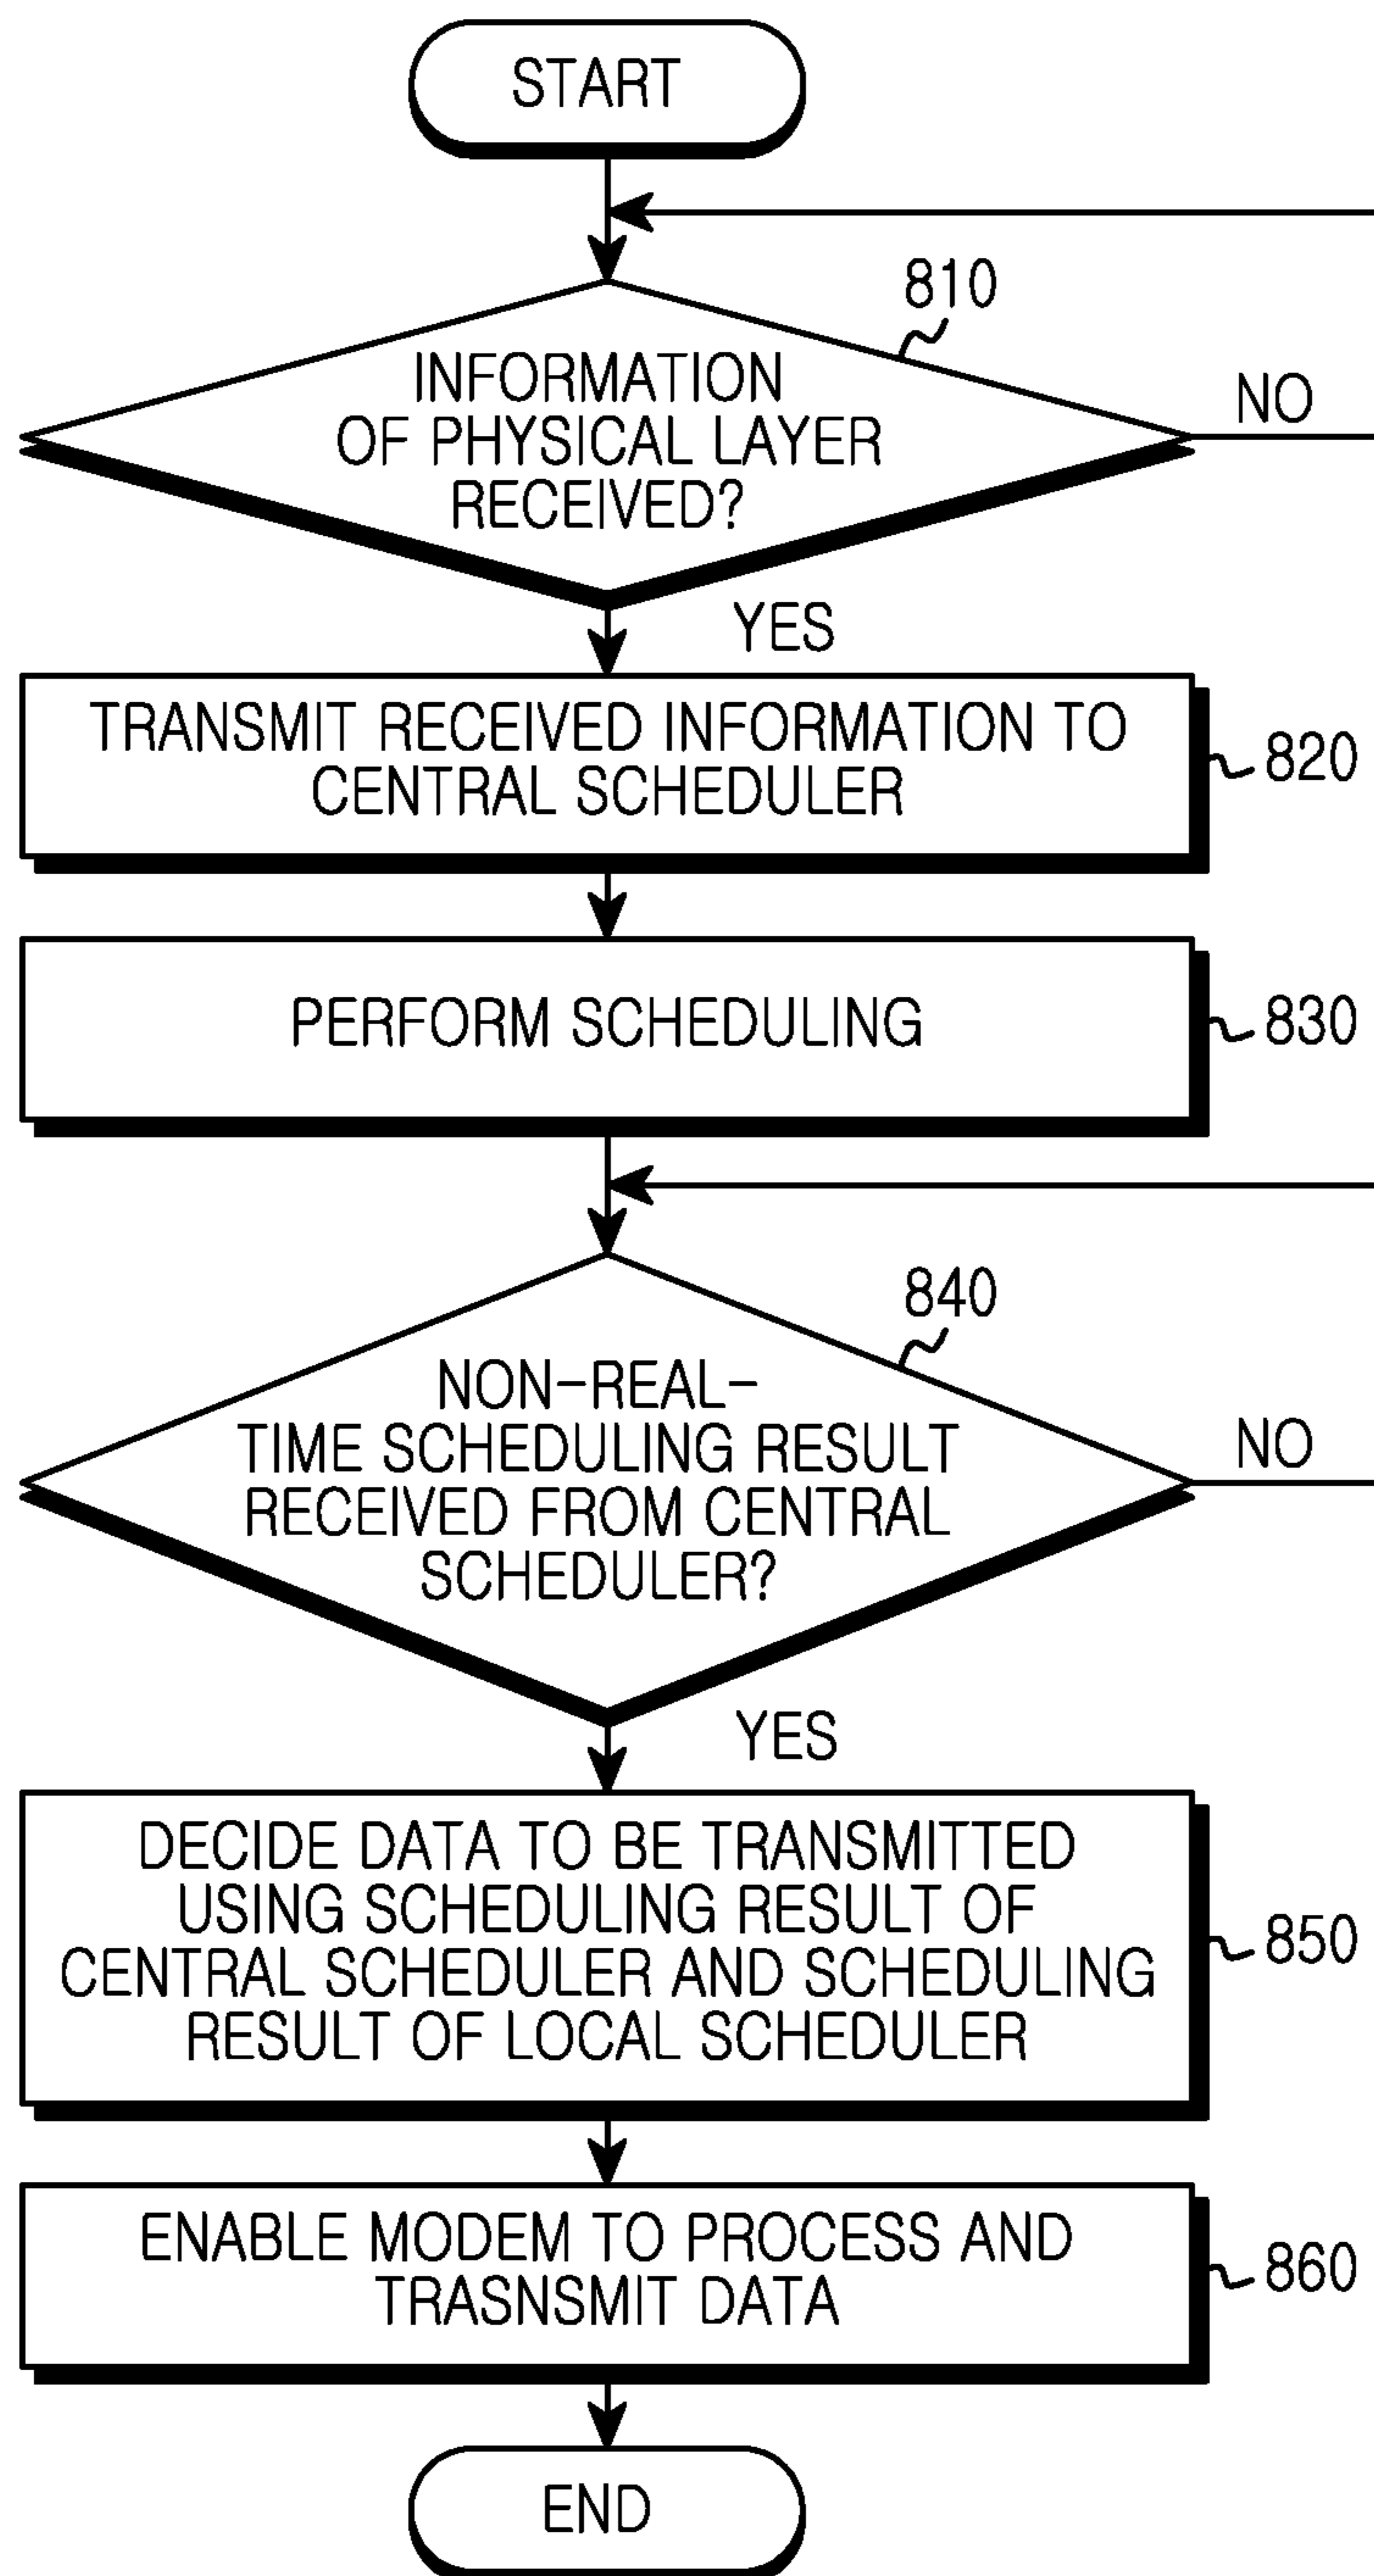 START
810
INFORMATION
OF PHYSICAL LAYER
RECEIVED?
NO
YES
TRANSMIT RECEIVED INFORMATION TO
CENTRAL SCHEDULER
820
PERFORM SCHEDULING
830
840
NON-REAL-
TIME SCHEDULING RESULT
RECEIVED FROM CENTRAL
SCHEDULER?
NO
YES
DECIDE DATA TO BE TRANSMITTED
USING SCHEDULING RESULT OF
CENTRAL SCHEDULER AND SCHEDULING
RESULT OF LOCAL SCHEDULER
850
ENABLE MODEM TO PROCESS AND
TRASNSMIT DATA
860
END